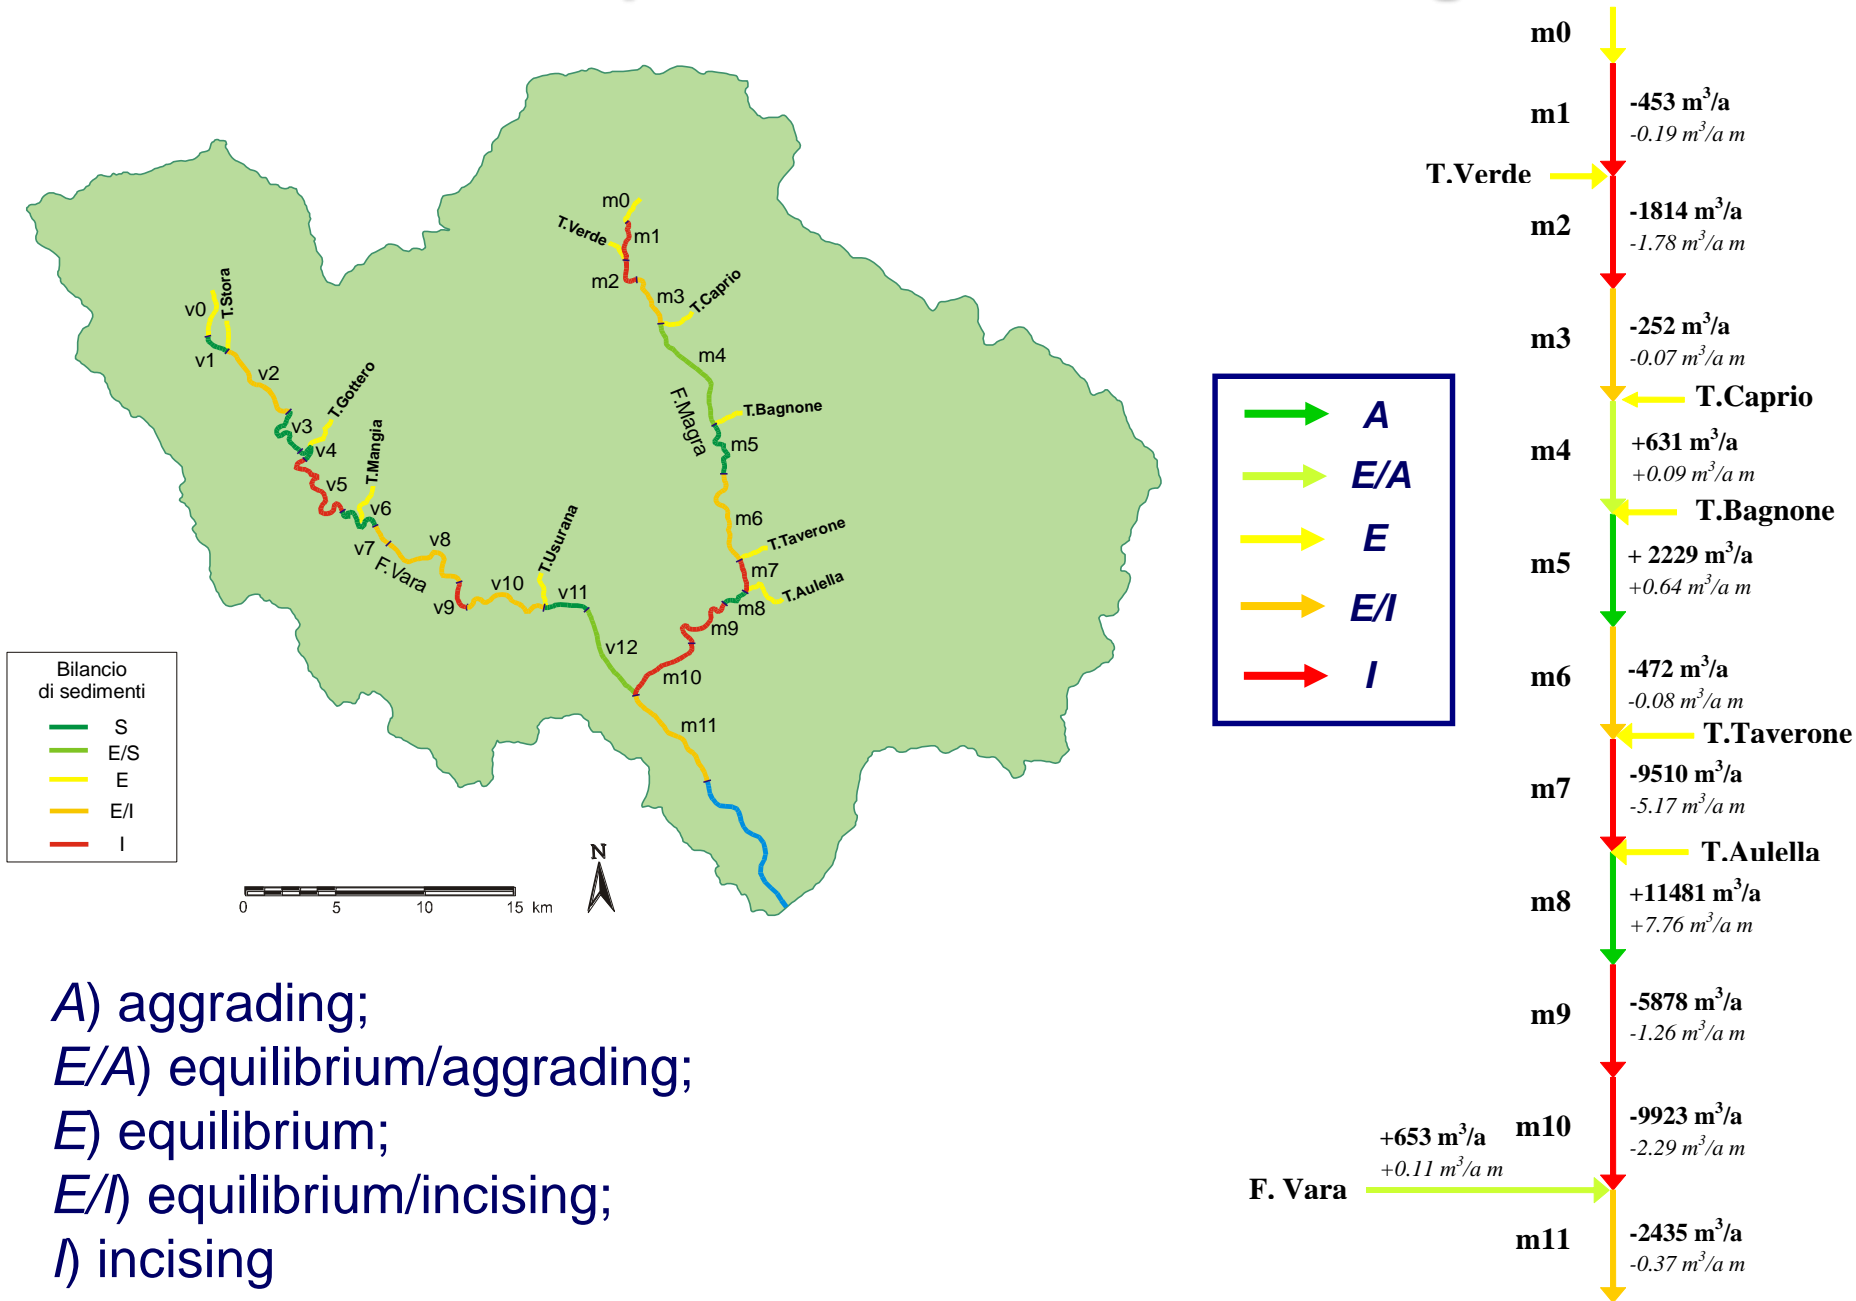 m0
m1
T.Verde
m2
m3
T.Caprio
m4
F.Magra
T.Bagnone
m5
m6
T.Taverone
m7
T.Aulella
m8
m9
m10
m11
v0
T.Stora
v1
v2
T.Gottero
v3
v4
T.Mangia
v5
v6
v7
v8
F.Vara
v9
v10
T.Usurana
v11
v12
Bilancio
di sedimenti
S
E/S
E
E/I
I
0 5 10 15 km
N
A) aggrading;
E/A) equilibrium/aggrading;
E) equilibrium;
E/I) equilibrium/incising;
I) incising
A
E/A
E
E/I
I
m0
m1
-453 m³/a
-0.19 m³/a m
T.Verde
m2
-1814 m³/a
-1.78 m³/a m
m3
-252 m³/a
-0.07 m³/a m
T.Caprio
m4
+631 m³/a
+0.09 m³/a m
T.Bagnone
m5
+ 2229 m³/a
+0.64 m³/a m
m6
-472 m³/a
-0.08 m³/a m
T.Taverone
m7
-9510 m³/a
-5.17 m³/a m
T.Aulella
m8
+11481 m³/a
+7.76 m³/a m
m9
-5878 m³/a
-1.26 m³/a m
m10
-9923 m³/a
-2.29 m³/a m
+653 m³/a
+0.11 m³/a m
F. Vara
m11
-2435 m³/a
-0.37 m³/a m